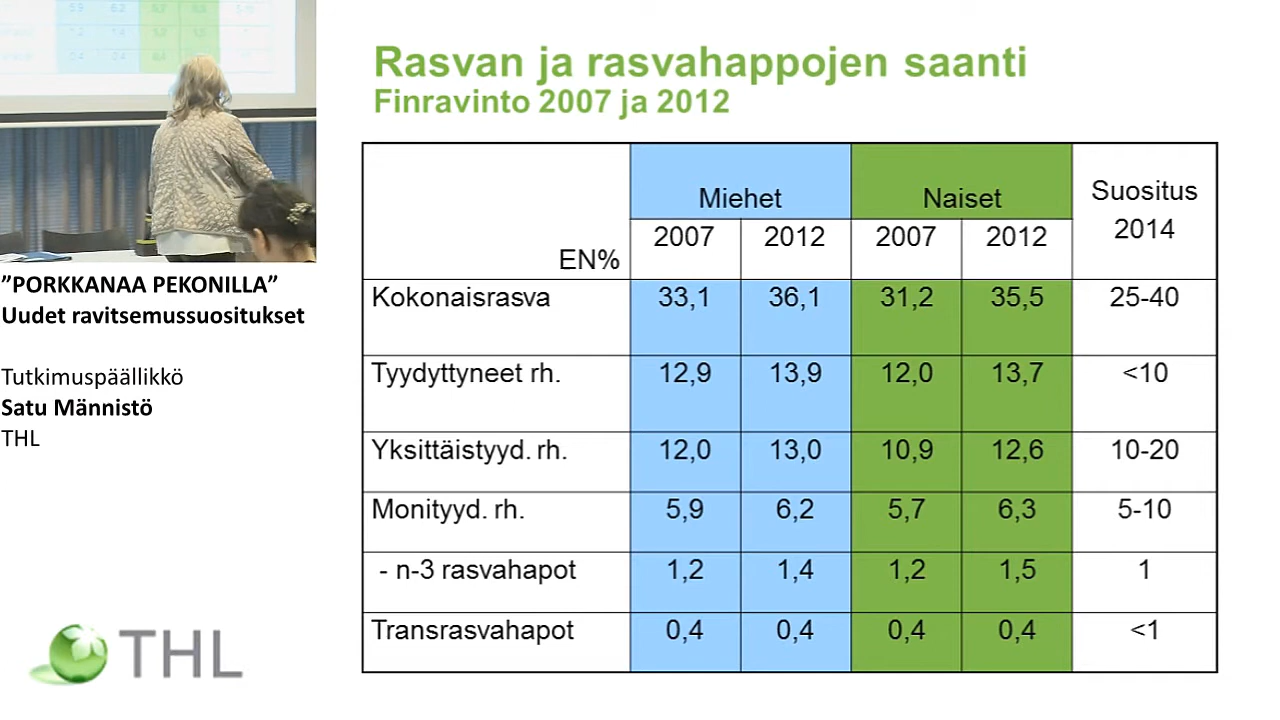 Rasvan ja rasvahappojen saanti
Finravinto 2007 ja 2012
”PORKKANAA PEKONILLA”
Uudet ravitsemussuositukset
Tutkimuspäällikkö
Satu Männistö
THL
THL
EN% Miehet Naiset Suositus 2014
2007 2012 2007 2012
Kokonaisrasva 33,1 36,1 31,2 35,5 25-40
Tyydyttyneet rh. 12,9 13,9 12,0 13,7 <10
Yksittäistyyd. rh. 12,0 13,0 10,9 12,6 10-20
Monityyd. rh. 5,9 6,2 5,7 6,3 5-10
- n-3 rasvahapot 1,2 1,4 1,2 1,5 1
Transrasvahapot 0,4 0,4 0,4 0,4 <1